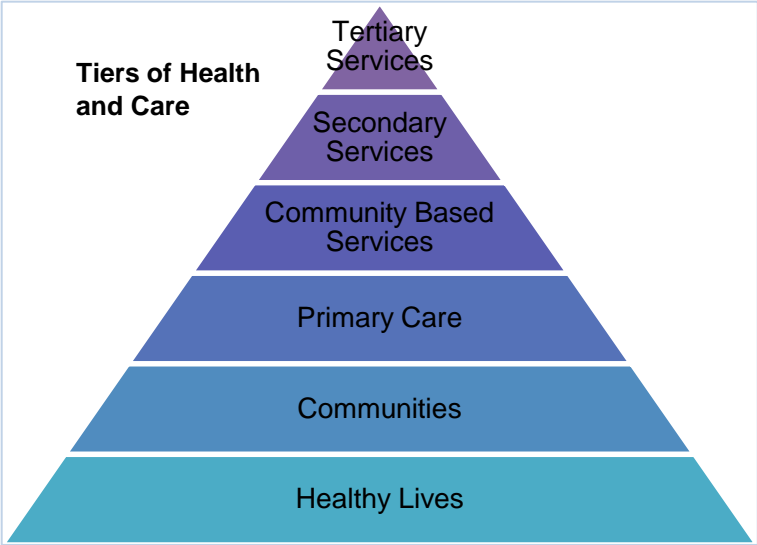 Tiers of Health
and Care
Tertiary
Services
Secondary
Services
Community Based
Services
Primary Care
Communities
Healthy Lives